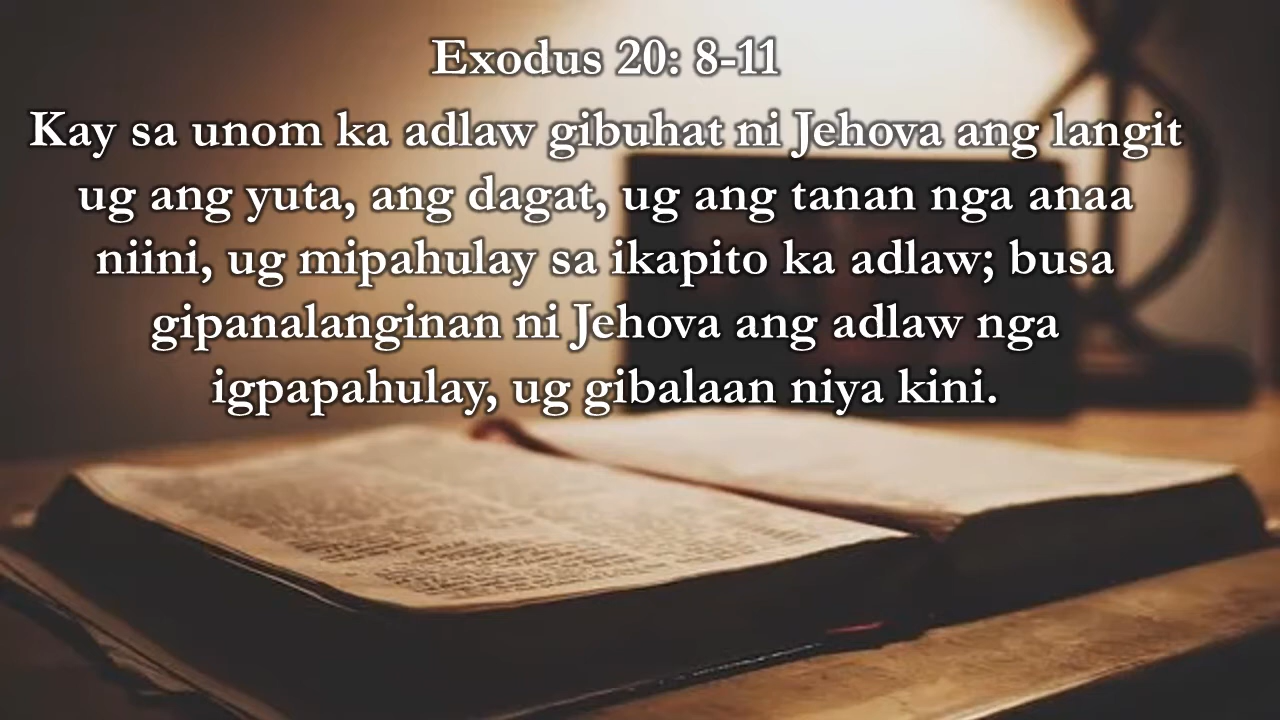 Exodus 20: 8-11
Kay sa unom ka adlaw gibuhat ni Jehova ang langit
ug ang yuta, ang dagat, ug ang tanan nga anaa
niini, ug mipahulay sa ikapito ka adlaw; busa
gipanalanginan ni Jehova ang adlaw nga
igpapahulay, ug gibalaan niya kini.